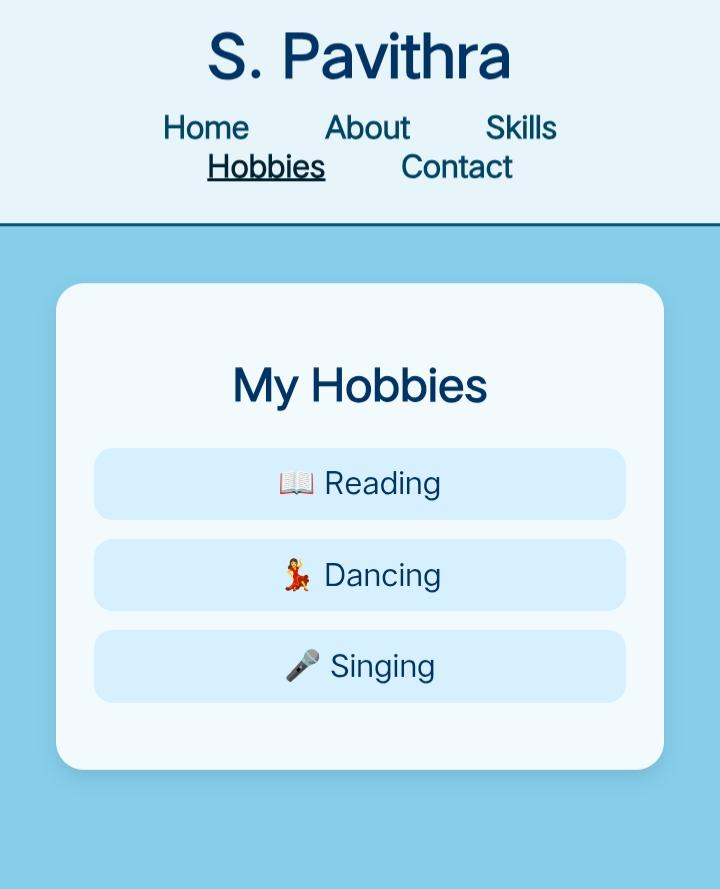 S. Pavithra
Home About Skills
Hobbies Contact
My Hobbies
📖 Reading
💃 Dancing
🎤 Singing